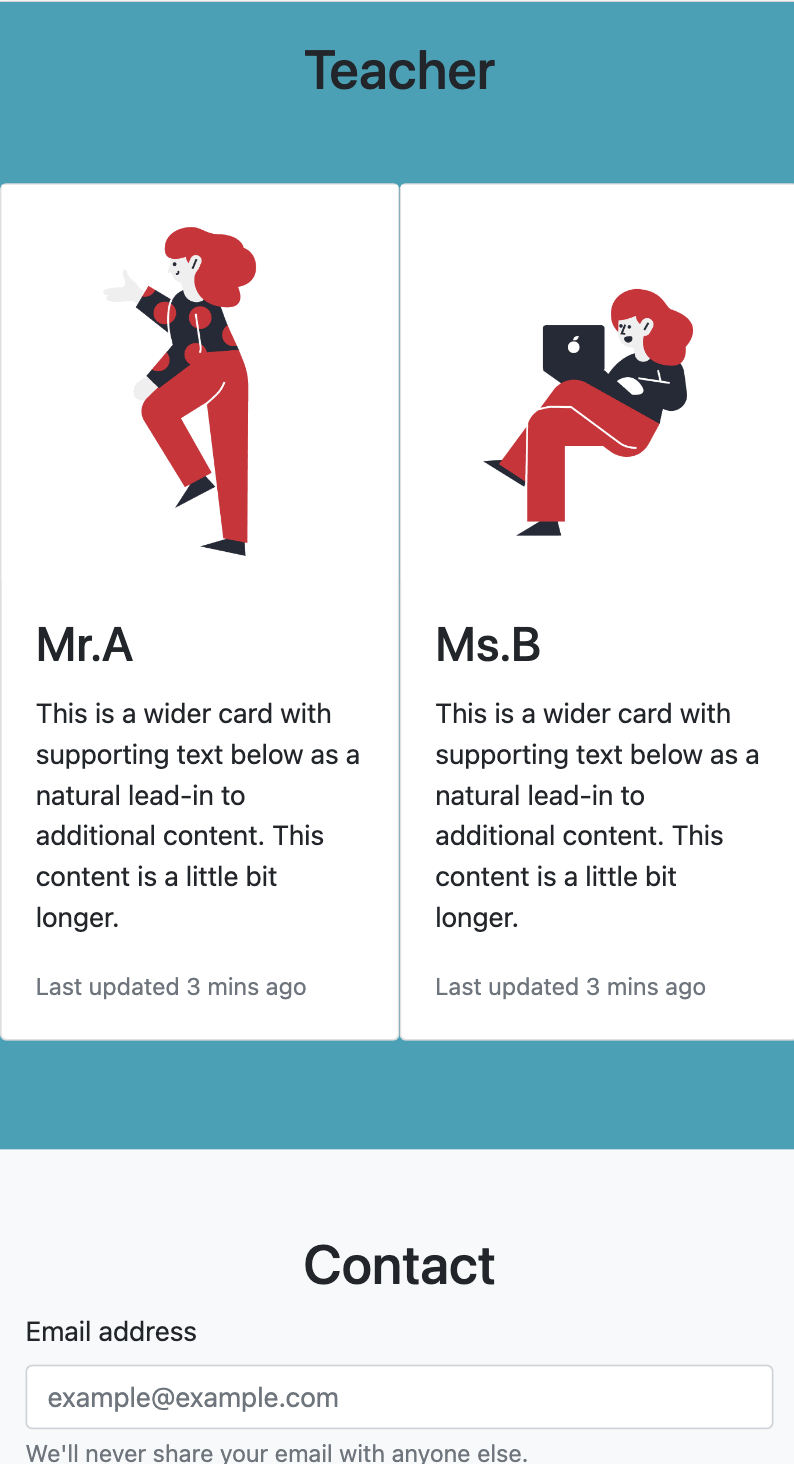 Teacher
Mr.A
This is a wider card with
supporting text below as a
natural lead-in to
additional content. This
content is a little bit
longer.
Last updated 3 mins ago
Ms.B
This is a wider card with
supporting text below as a
natural lead-in to
additional content. This
content is a little bit
longer.
Last updated 3 mins ago
Contact
Email address
example@example.com
We'll never share your email with anyone else.